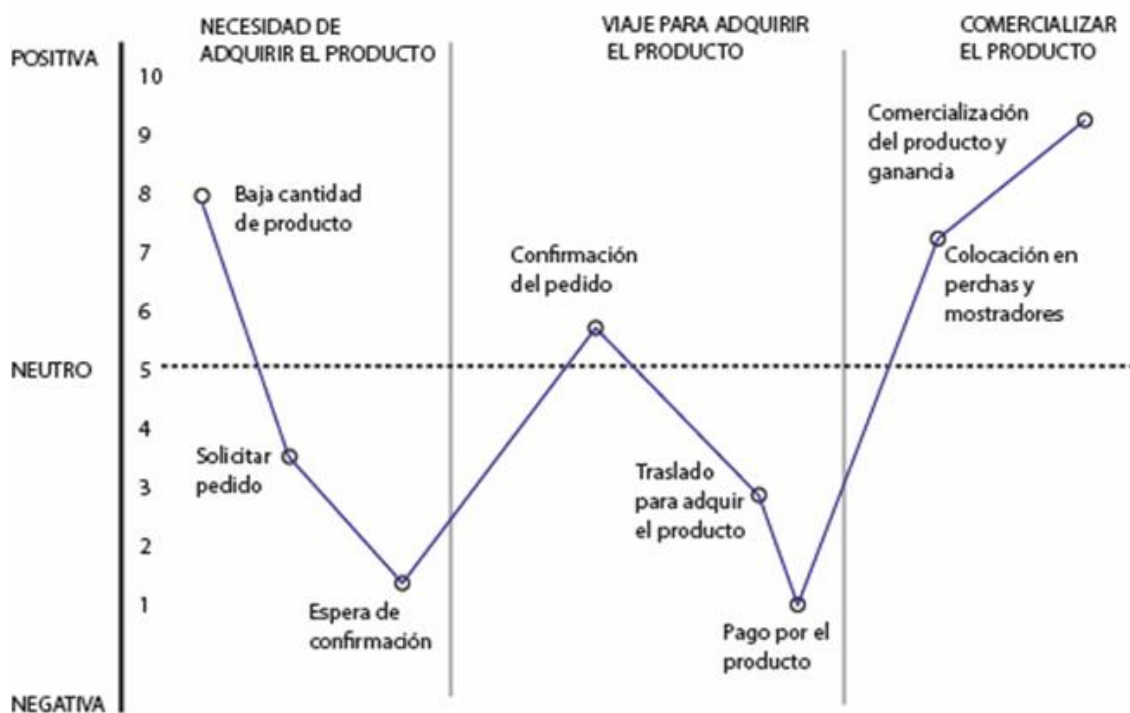 NECESIDAD DE
ADQUIRIR EL PRODUCTO
VIAJE PARA ADQUIRIR
EL PRODUCTO
COMERCIALIZAR
EL PRODUCTO
POSITIVA
10
9
8
7
6
NEUTRO
5
4
3
2
1
NEGATIVA
Baja cantidad
de producto
Solicitar
pedido
Espera de
confirmación
Confirmación
del pedido
Traslado
para adquir
el producto
Pago por el
producto
Comercialización
del producto y
ganancia
Colocación en
perchas y
mostradores